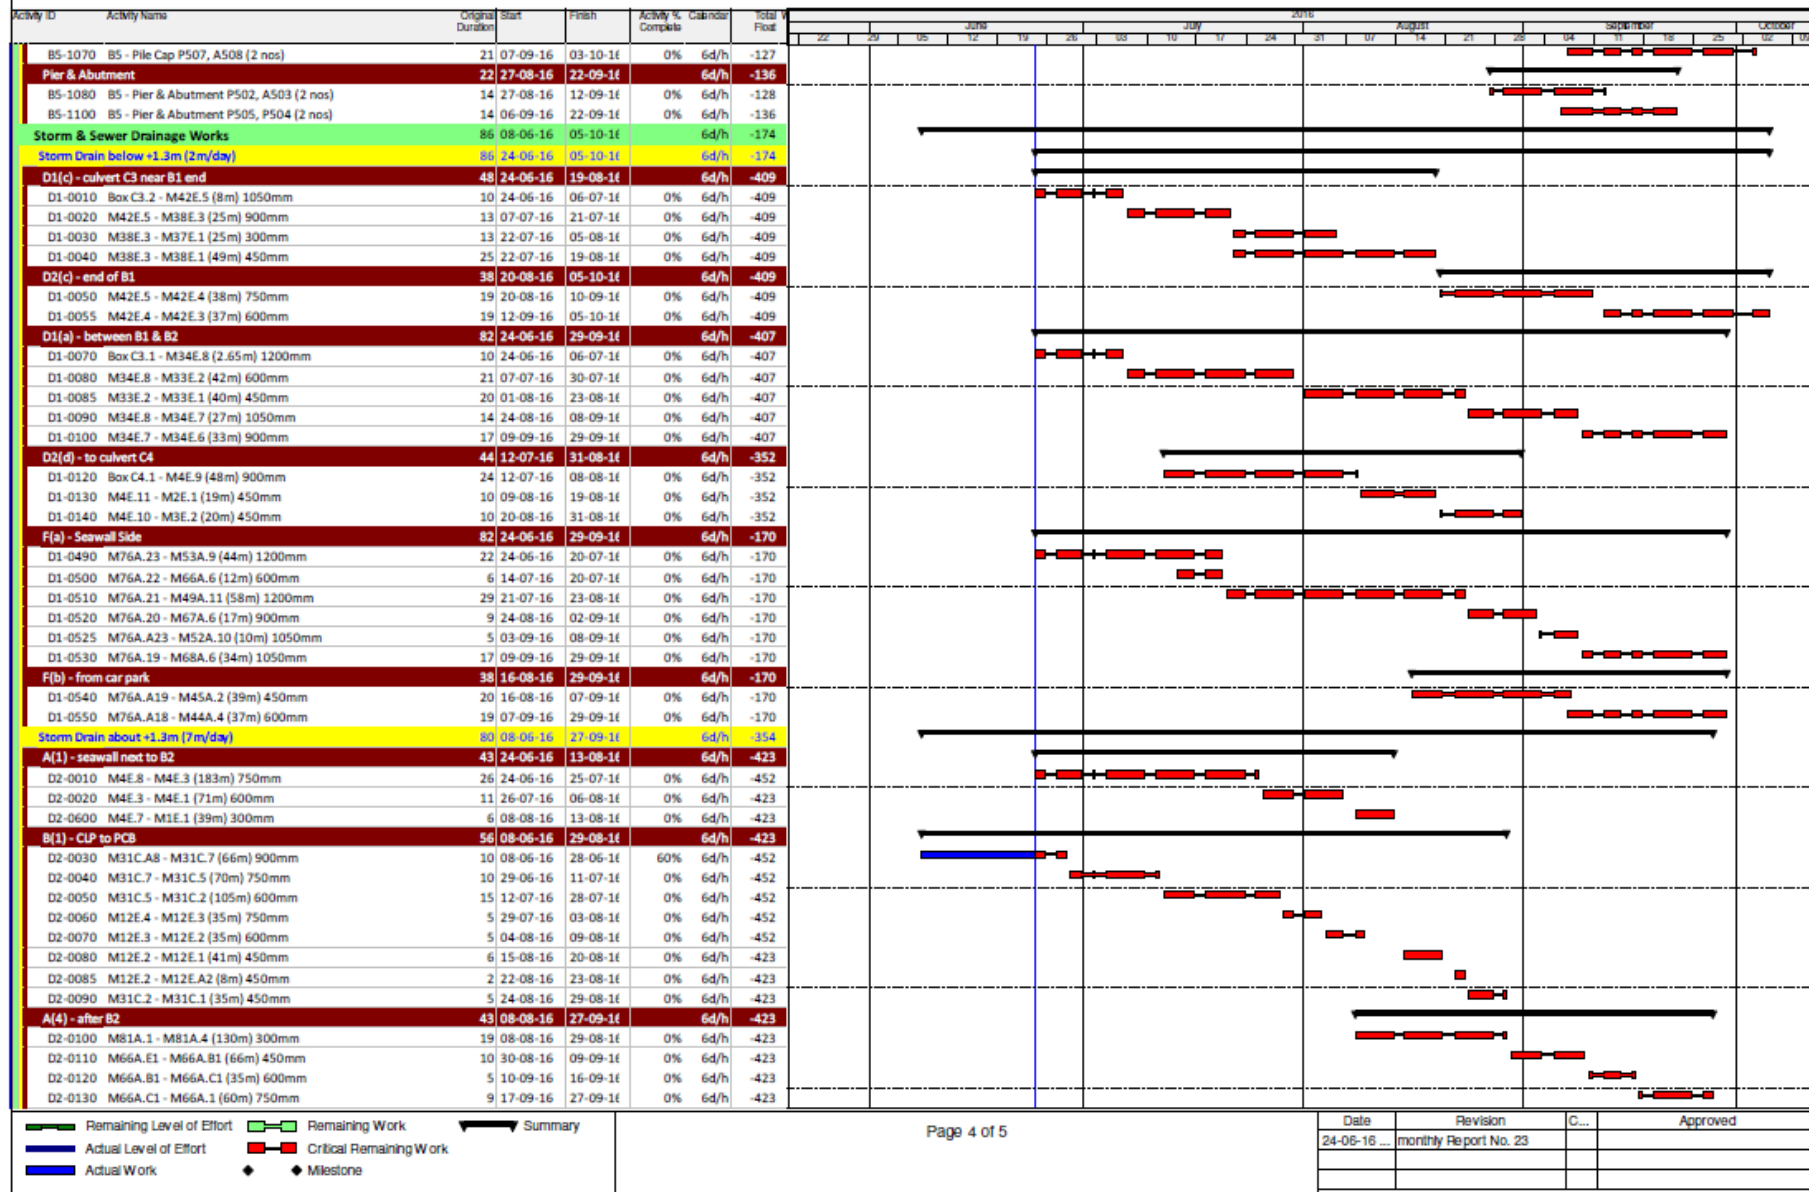 Activity ID Activity Name Original Duration Start Finish Activity % Complete Calendar Total Float
2016
June July August September October
22 29 05 12 19 26 03 10 17 24 31 07 14 21 28 04 11 18 25 02 09
B5-1070 B5 - Pile Cap P507, A508 (2 nos) 21 07-09-16 03-10-16 0% 6d/h -127
Pier & Abutment 22 27-08-16 22-09-16 6d/h -136
B5-1080 B5 - Pier & Abutment P502, A503 (2 nos) 14 27-08-16 12-09-16 0% 6d/h -128
B5-1100 B5 - Pier & Abutment P505, P504 (2 nos) 14 06-09-16 22-09-16 0% 6d/h -136
Storm & Sewer Drainage Works 86 08-06-16 05-10-16 6d/h -174
Storm Drain below +1.3m (2m/day) 86 24-06-16 05-10-16 6d/h -174
D1(c) - culvert C3 near B1 end 48 24-06-16 19-08-16 6d/h -409
D1-0010 Box C3.2 - M42E.5 (8m) 1050mm 10 24-06-16 06-07-16 0% 6d/h -409
D1-0020 M42E.5 - M38E.3 (25m) 900mm 13 07-07-16 21-07-16 0% 6d/h -409
D1-0030 M38E.3 - M37E.1 (25m) 300mm 13 22-07-16 05-08-16 0% 6d/h -409
D1-0040 M38E.3 - M38E.1 (49m) 450mm 25 22-07-16 19-08-16 0% 6d/h -409
D2(c) - end of B1 38 20-08-16 05-10-16 6d/h -409
D1-0050 M42E.5 - M42E.4 (38m) 750mm 19 20-08-16 10-09-16 0% 6d/h -409
D1-0055 M42E.4 - M42E.3 (37m) 600mm 19 12-09-16 05-10-16 0% 6d/h -409
D1(a) - between B1 & B2 82 24-06-16 29-09-16 6d/h -407
D1-0070 Box C3.1 - M34E.8 (2.65m) 1200mm 10 24-06-16 06-07-16 0% 6d/h -407
D1-0080 M34E.8 - M33E.2 (42m) 600mm 21 07-07-16 30-07-16 0% 6d/h -407
D1-0085 M33E.2 - M33E.1 (40m) 450mm 20 01-08-16 23-08-16 0% 6d/h -407
D1-0090 M34E.8 - M34E.7 (27m) 1050mm 14 24-08-16 08-09-16 0% 6d/h -407
D1-0100 M34E.7 - M34E.6 (33m) 900mm 17 09-09-16 29-09-16 0% 6d/h -407
D2(d) - to culvert C4 44 12-07-16 31-08-16 6d/h -352
D1-0120 Box C4.1 - M4E.9 (48m) 900mm 24 12-07-16 08-08-16 0% 6d/h -352
D1-0130 M4E.11 - M2E.1 (19m) 450mm 10 09-08-16 19-08-16 0% 6d/h -352
D1-0140 M4E.10 - M3E.2 (20m) 450mm 10 20-08-16 31-08-16 0% 6d/h -352
F(a) - Seawall Side 82 24-06-16 29-09-16 6d/h -170
D1-0490 M76A.23 - M53A.9 (44m) 1200mm 22 24-06-16 20-07-16 0% 6d/h -170
D1-0500 M76A.22 - M66A.6 (12m) 600mm 6 14-07-16 20-07-16 0% 6d/h -170
D1-0510 M76A.21 - M49A.11 (58m) 1200mm 29 21-07-16 23-08-16 0% 6d/h -170
D1-0520 M76A.20 - M67A.6 (17m) 900mm 9 24-08-16 02-09-16 0% 6d/h -170
D1-0525 M76A.A23 - M52A.10 (10m) 1050mm 5 03-09-16 08-09-16 0% 6d/h -170
D1-0530 M76A.19 - M68A.6 (34m) 1050mm 17 09-09-16 29-09-16 0% 6d/h -170
F(b) - from car park 38 16-08-16 29-09-16 6d/h -170
D1-0540 M76A.A19 - M45A.2 (39m) 450mm 20 16-08-16 07-09-16 0% 6d/h -170
D1-0550 M76A.A18 - M44A.4 (37m) 600mm 19 07-09-16 29-09-16 0% 6d/h -170
Storm Drain about +1.3m (7m/day) 80 08-06-16 27-09-16 6d/h -354
A(1) - seawall next to B2 43 24-06-16 13-08-16 6d/h -423
D2-0010 M4E.8 - M4E.3 (183m) 750mm 26 24-06-16 25-07-16 0% 6d/h -452
D2-0020 M4E.3 - M4E.1 (71m) 600mm 11 26-07-16 06-08-16 0% 6d/h -423
D2-0600 M4E.7 - M1E.1 (39m) 300mm 6 08-08-16 13-08-16 0% 6d/h -423
B(1) - CLP to PCB 56 08-06-16 29-08-16 6d/h -423
D2-0030 M31C.A8 - M31C.7 (66m) 900mm 10 08-06-16 28-06-16 60% 6d/h -452
D2-0040 M31C.7 - M31C.5 (70m) 750mm 10 29-06-16 11-07-16 0% 6d/h -452
D2-0050 M31C.5 - M31C.2 (105m) 600mm 15 12-07-16 28-07-16 0% 6d/h -452
D2-0060 M12E.4 - M12E.3 (35m) 750mm 5 29-07-16 03-08-16 0% 6d/h -452
D2-0070 M12E.3 - M12E.2 (35m) 600mm 5 04-08-16 09-08-16 0% 6d/h -452
D2-0080 M12E.2 - M12E.1 (41m) 450mm 6 15-08-16 20-08-16 0% 6d/h -423
D2-0085 M12E.2 - M12E.A2 (8m) 450mm 2 22-08-16 23-08-16 0% 6d/h -423
D2-0090 M31C.2 - M31C.1 (35m) 450mm 5 24-08-16 29-08-16 0% 6d/h -423
A(4) - after B2 43 08-08-16 27-09-16 6d/h -423
D2-0100 M81A.1 - M81A.4 (130m) 300mm 19 08-08-16 29-08-16 0% 6d/h -423
D2-0110 M66A.E1 - M66A.B1 (66m) 450mm 10 30-08-16 09-09-16 0% 6d/h -423
D2-0120 M66A.B1 - M66A.C1 (35m) 600mm 5 10-09-16 16-09-16 0% 6d/h -423
D2-0130 M66A.C1 - M66A.1 (60m) 750mm 9 17-09-16 27-09-16 0% 6d/h -423
Remaining Level of Effort Remaining Work Summary
Actual Level of Effort Critical Remaining Work
Actual Work Milestone
Page 4 of 5
Date Revision C... Approved
24-06-16 ... monthly Report No. 23